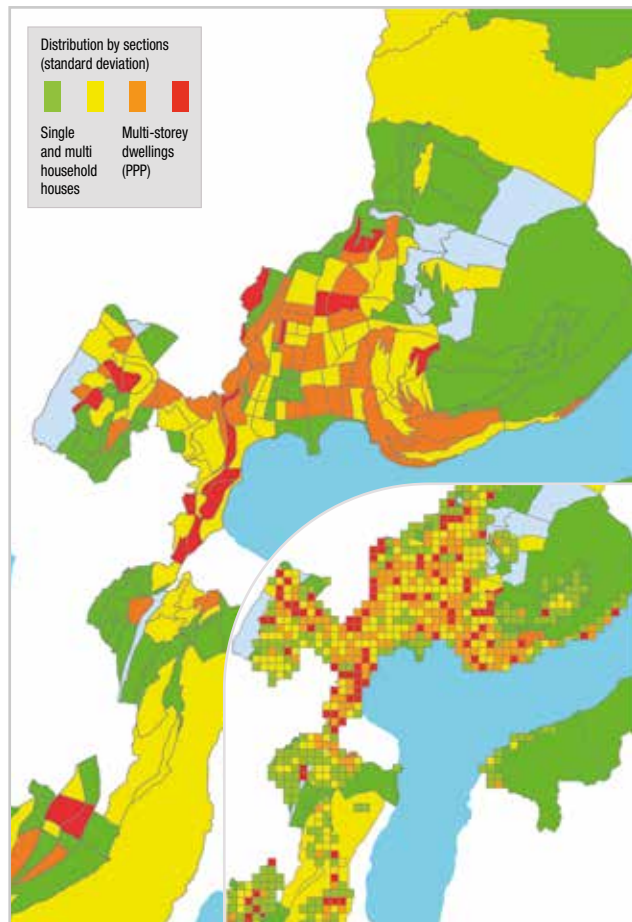 Distribution by sections
(standard deviation)
Single
and multi
household
houses
Multi-storey
dwellings
(PPP)